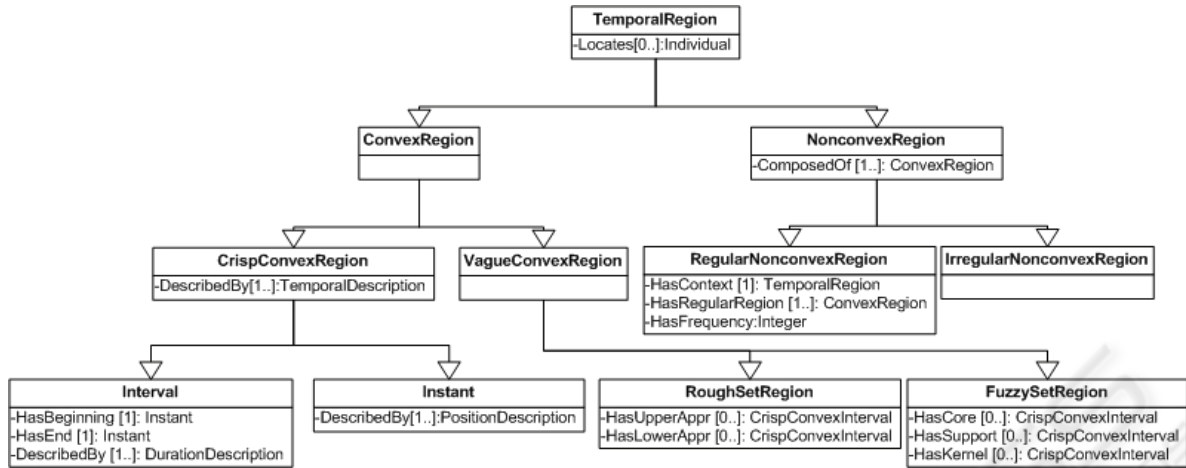 TemporalRegion
-Locates[0..]:Individual
ConvexRegion
NonconvexRegion
-ComposedOf [1..]: ConvexRegion
CrispConvexRegion
-DescribedBy[1..]:TemporalDescription
VagueConvexRegion
RegularNonconvexRegion
-HasContext [1]: TemporalRegion
-HasRegularRegion [1..]: ConvexRegion
-HasFrequency:Integer
IrregularNonconvexRegion
Interval
-HasBeginning [1]: Instant
-HasEnd [1]: Instant
-DescribedBy [1..]: DurationDescription
Instant
-DescribedBy[1..]:PositionDescription
RoughSetRegion
-HasUpperAppr [0..]: CrispConvexInterval
-HasLowerAppr [0..]: CrispConvexInterval
FuzzySetRegion
-HasCore [0..]: CrispConvexInterval
-HasSupport [0..]: CrispConvexInterval
-HasKernel [0..]: CrispConvexInterval